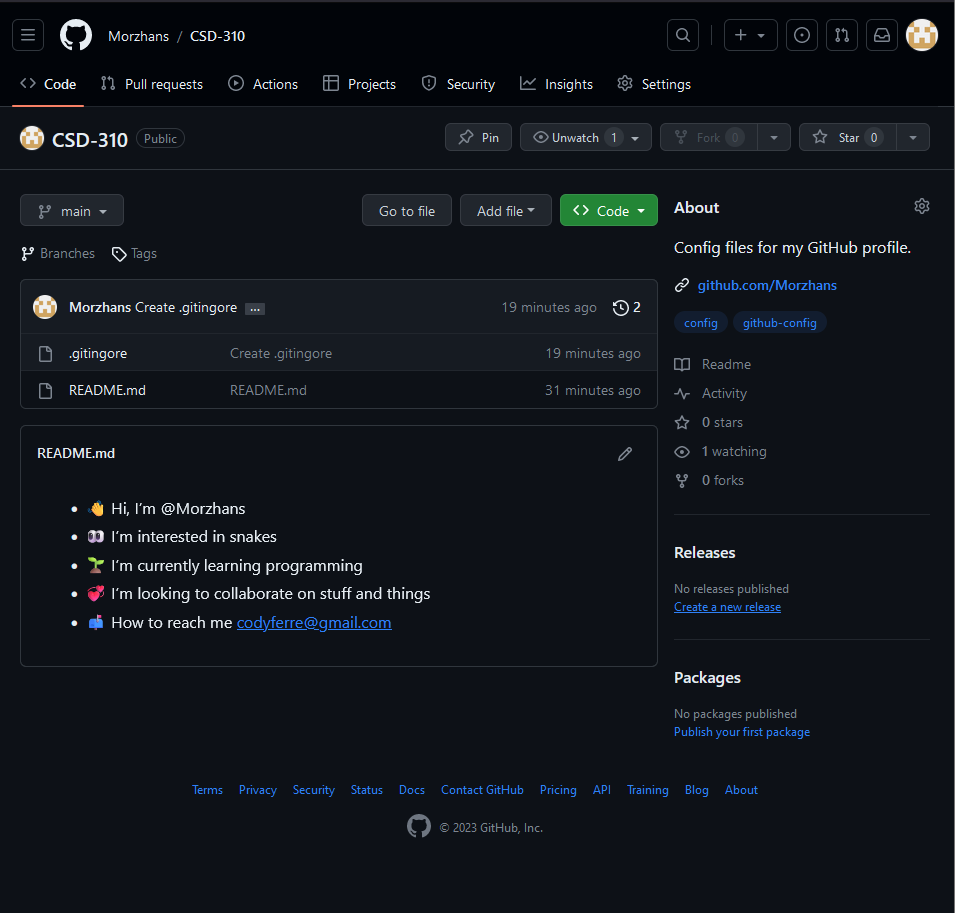 Morzhans / CSD-310
Code Pull requests Actions Projects Security Insights Settings
CSD-310 Public Pin Unwatch 1 Fork 0 Star 0
main Go to file Add file Code
Branches Tags
Morzhans Create .gitingore ... 19 minutes ago 2
.gitingore Create .gitingore 19 minutes ago
README.md README.md 31 minutes ago
README.md
👋 Hi, I’m @Morzhans
👀 I’m interested in snakes
🌱 I’m currently learning programming
💞️ I’m looking to collaborate on stuff and things
📫 How to reach me codyferre@gmail.com
About
Config files for my GitHub profile.
github.com/Morzhans
config github-config
Readme
Activity
0 stars
1 watching
0 forks
Releases
No releases published
Create a new release
Packages
No packages published
Publish your first package
Terms Privacy Security Status Docs Contact GitHub Pricing API Training Blog About
© 2023 GitHub, Inc.